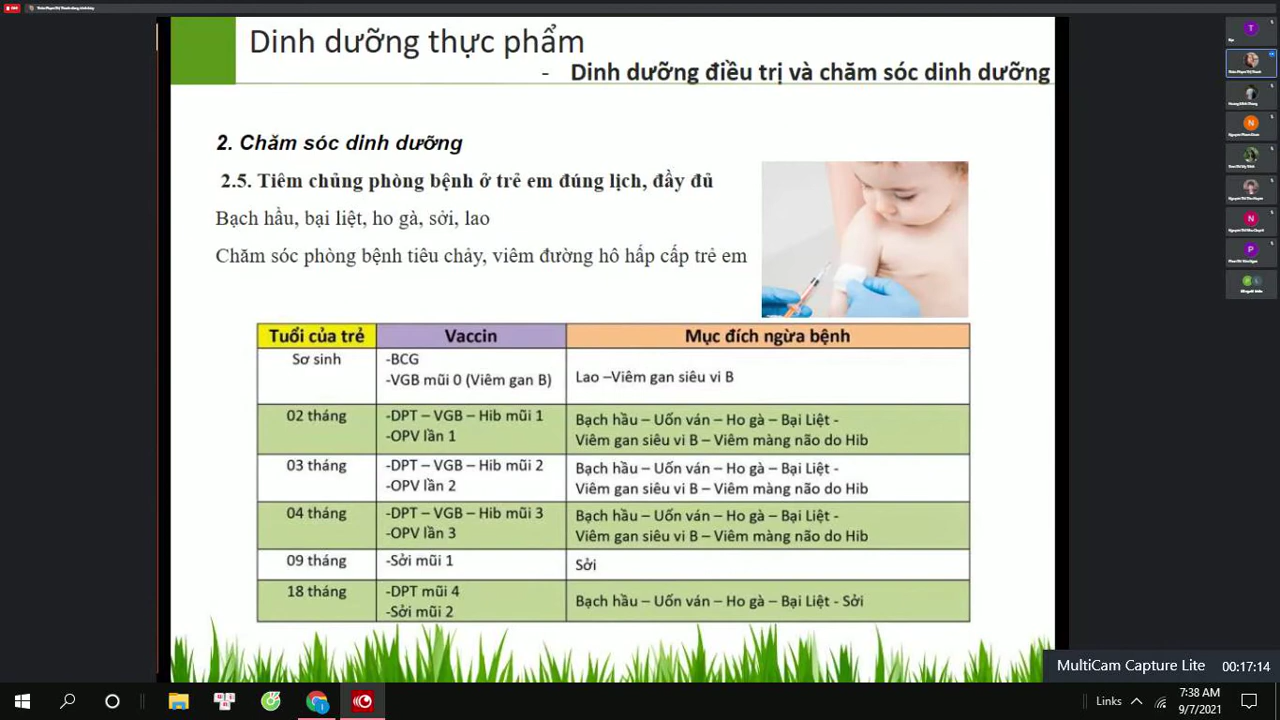 Dinh dưỡng thực phẩm
- Dinh dưỡng điều trị và chăm sóc dinh dưỡng
2. Chăm sóc dinh dưỡng
2.5. Tiêm chủng phòng bệnh ở trẻ em đúng lịch, đầy đủ
Bạch hầu, bại liệt, ho gà, sởi, lao
Chăm sóc phòng bệnh tiêu chảy, viêm đường hô hấp cấp trẻ em
Tuổi của trẻ Vaccin Mục đích ngừa bệnh
Sơ sinh
-BCG
-VGB mũi 0 (Viêm gan B)
Lao –Viêm gan siêu vi B
02 tháng
-DPT – VGB – Hib mũi 1
-OPV lần 1
Bạch hầu – Uốn ván – Ho gà – Bại Liệt -
Viêm gan siêu vi B – Viêm màng não do Hib
03 tháng
-DPT – VGB – Hib mũi 2
-OPV lần 2
Bạch hầu – Uốn ván – Ho gà – Bại Liệt -
Viêm gan siêu vi B – Viêm màng não do Hib
04 tháng
-DPT – VGB – Hib mũi 3
-OPV lần 3
Bạch hầu – Uốn ván – Ho gà – Bại Liệt -
Viêm gan siêu vi B – Viêm màng não do Hib
09 tháng
-Sởi mũi 1
Sởi
18 tháng
-DPT mũi 4
-Sởi mũi 2
Bạch hầu – Uốn ván – Ho gà – Bại Liệt - Sởi
T
N
N
P
MultiCam Capture Lite 00:17:14
Links
7:38 AM
9/7/2021